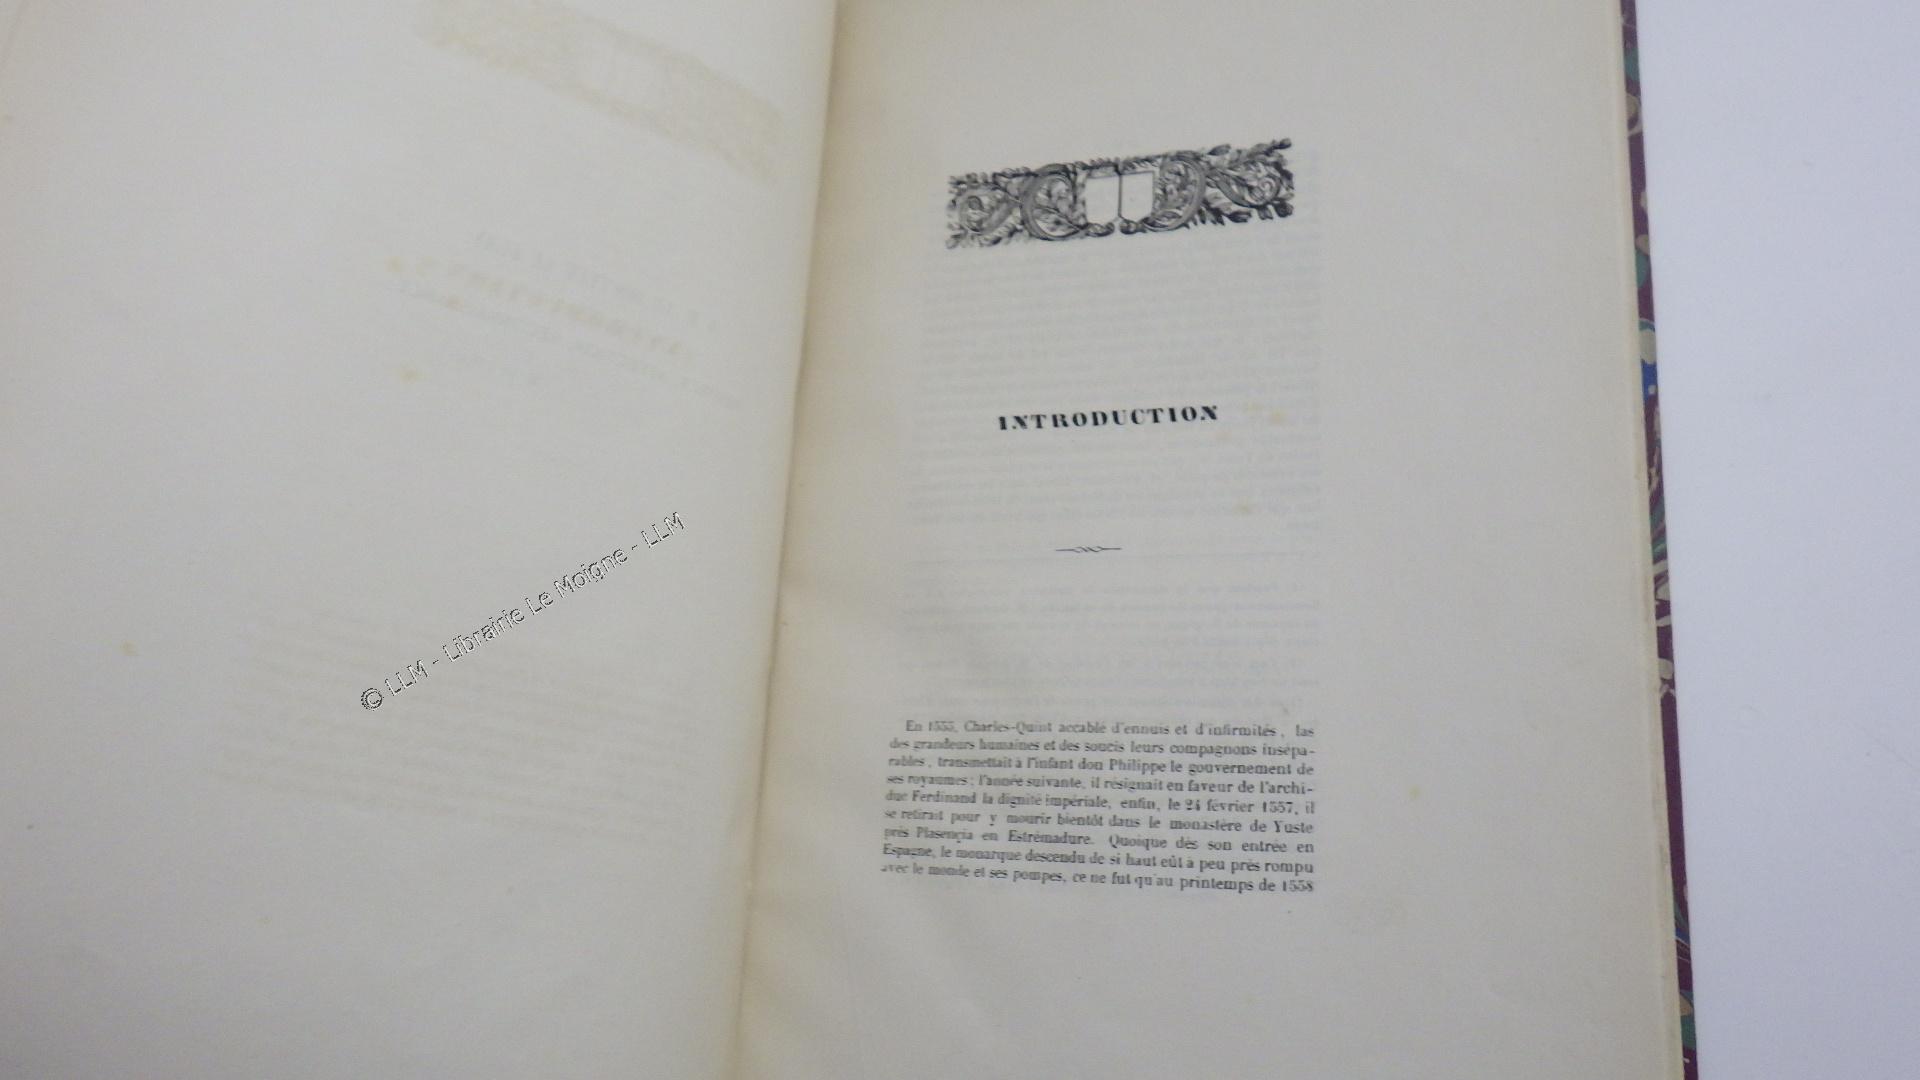 © LLM - Librairie Le Moigne - LLM
INTRODUCTION
En 1555, Charles-Quint accablé d'ennuis et d'infirmités, las
des grandeurs humaines et des soucis leurs compagnons insépa-
rables, transmettait à l'infant don Philippe le gouvernement de
ses royaumes; l'année suivante, il résignait en faveur de l'archi-
duc Ferdinand la dignité impériale, enfin, le 24 février 1557, il
se retirait pour y mourir bientôt dans le monastère de Yuste
près Plasençia en Estrémadure. Quoique dès son entrée en
Espagne, le monarque descendu de si haut eût à peu près rompu
avec le monde et ses pompes, ce ne fut qu'au printemps de 1558